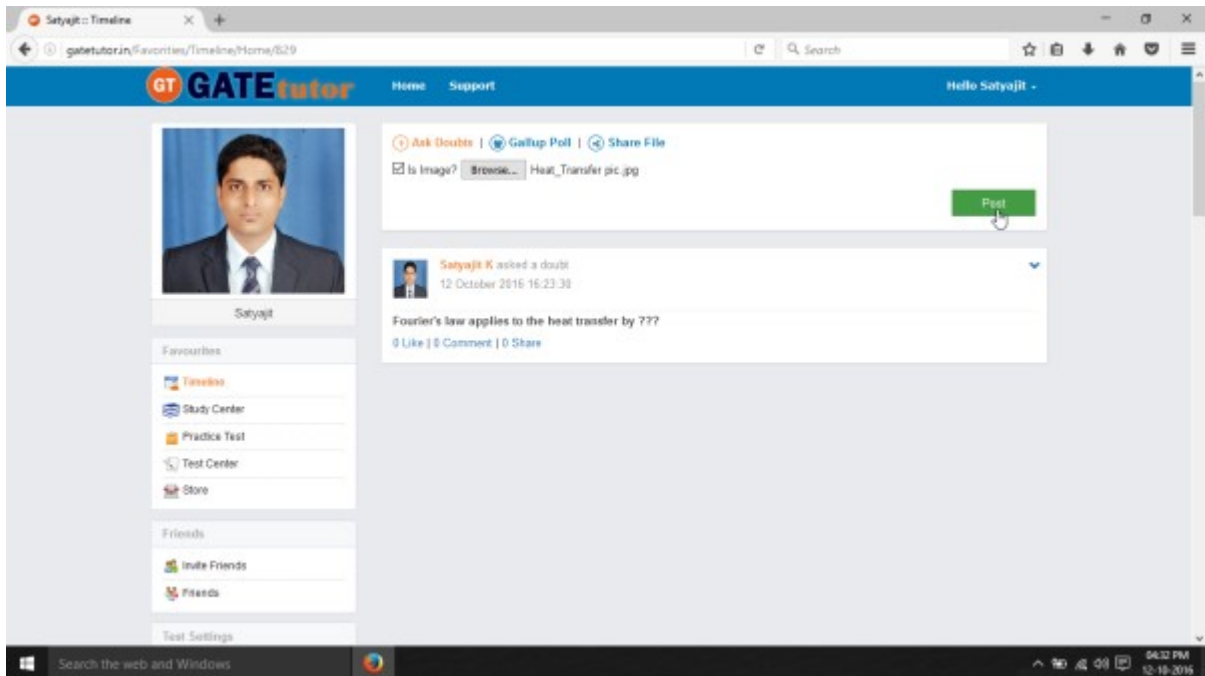 Satyajit :: Timeline
gatetutor.in/Favorities/Timeline/Home/829
Search
GT GATEtutor
Home Support
Hello Satyajit
Ask Doubts | Gallup Poll | Share File
Is Image? Browse... Heat_Transfer pic.jpg
Post
Satyajit K asked a doubt
12 October 2016 16:23:30
Fourier's law applies to the heat transfer by ???
0 Like | 0 Comment | 0 Share
Satyajit
Favourites
Timeline
Study Center
Practice Test
Test Center
Store
Friends
Invite Friends
Friends
Test Settings
Search the web and Windows
04:32 PM
12-10-2016